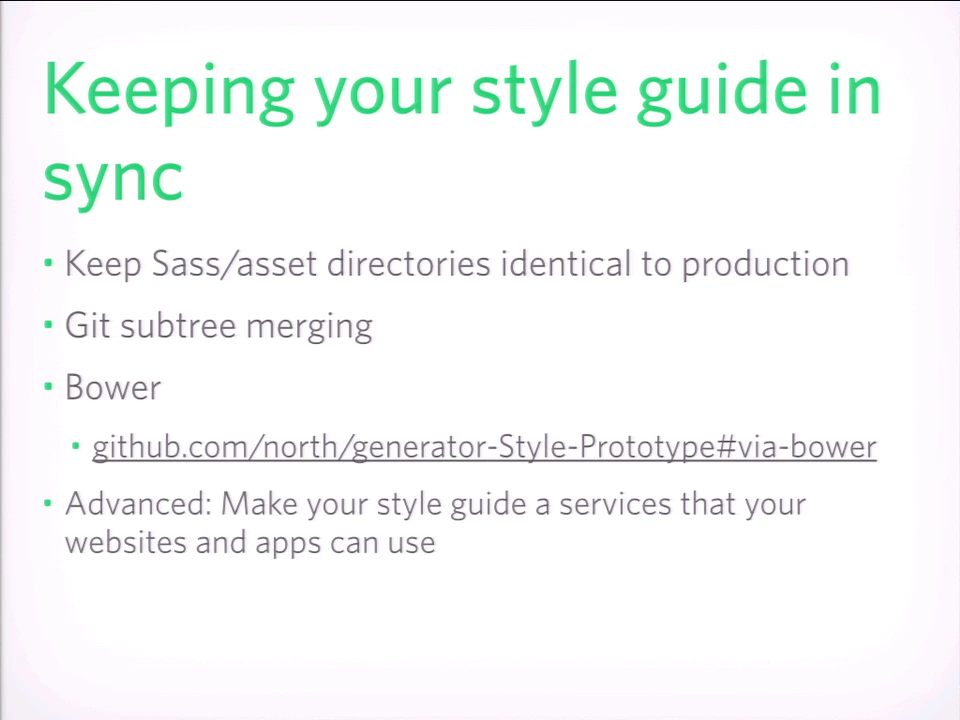 Keeping your style guide in
sync
• Keep Sass/asset directories identical to production
• Git subtree merging
• Bower
• github.com/north/generator-Style-Prototype#via-bower
• Advanced: Make your style guide a services that your
websites and apps can use